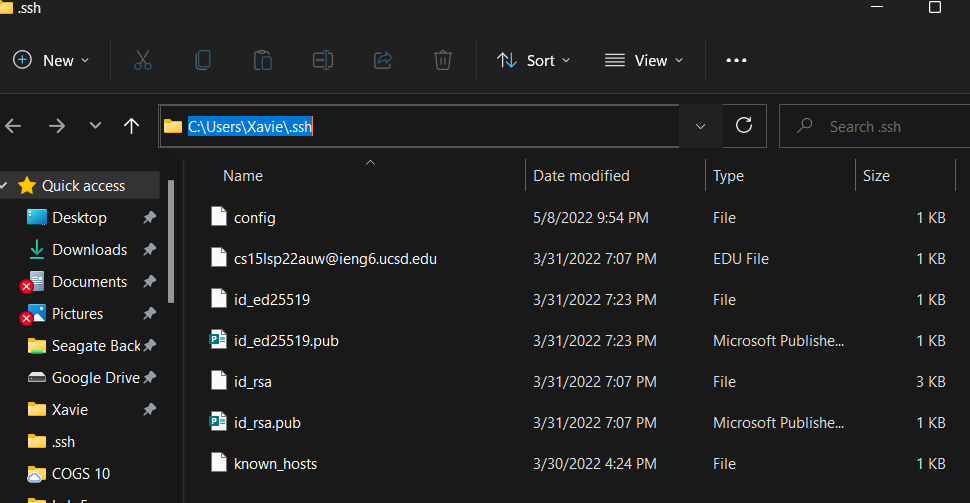 .ssh
New
Sort
View
C:\Users\Xavie\.ssh
Search .ssh
Name Date modified Type Size
Quick access
Desktop
Downloads
Documents
Pictures
Seagate Back
Google Drive
Xavie
.ssh
COGS 10
config 5/8/2022 9:54 PM File 1 KB
cs15lsp22auw@ieng6.ucsd.edu 3/31/2022 7:07 PM EDU File 1 KB
id_ed25519 3/31/2022 7:23 PM File 1 KB
id_ed25519.pub 3/31/2022 7:23 PM Microsoft Publishe... 1 KB
id_rsa 3/31/2022 7:07 PM File 3 KB
id_rsa.pub 3/31/2022 7:07 PM Microsoft Publishe... 1 KB
known_hosts 3/30/2022 4:24 PM File 1 KB